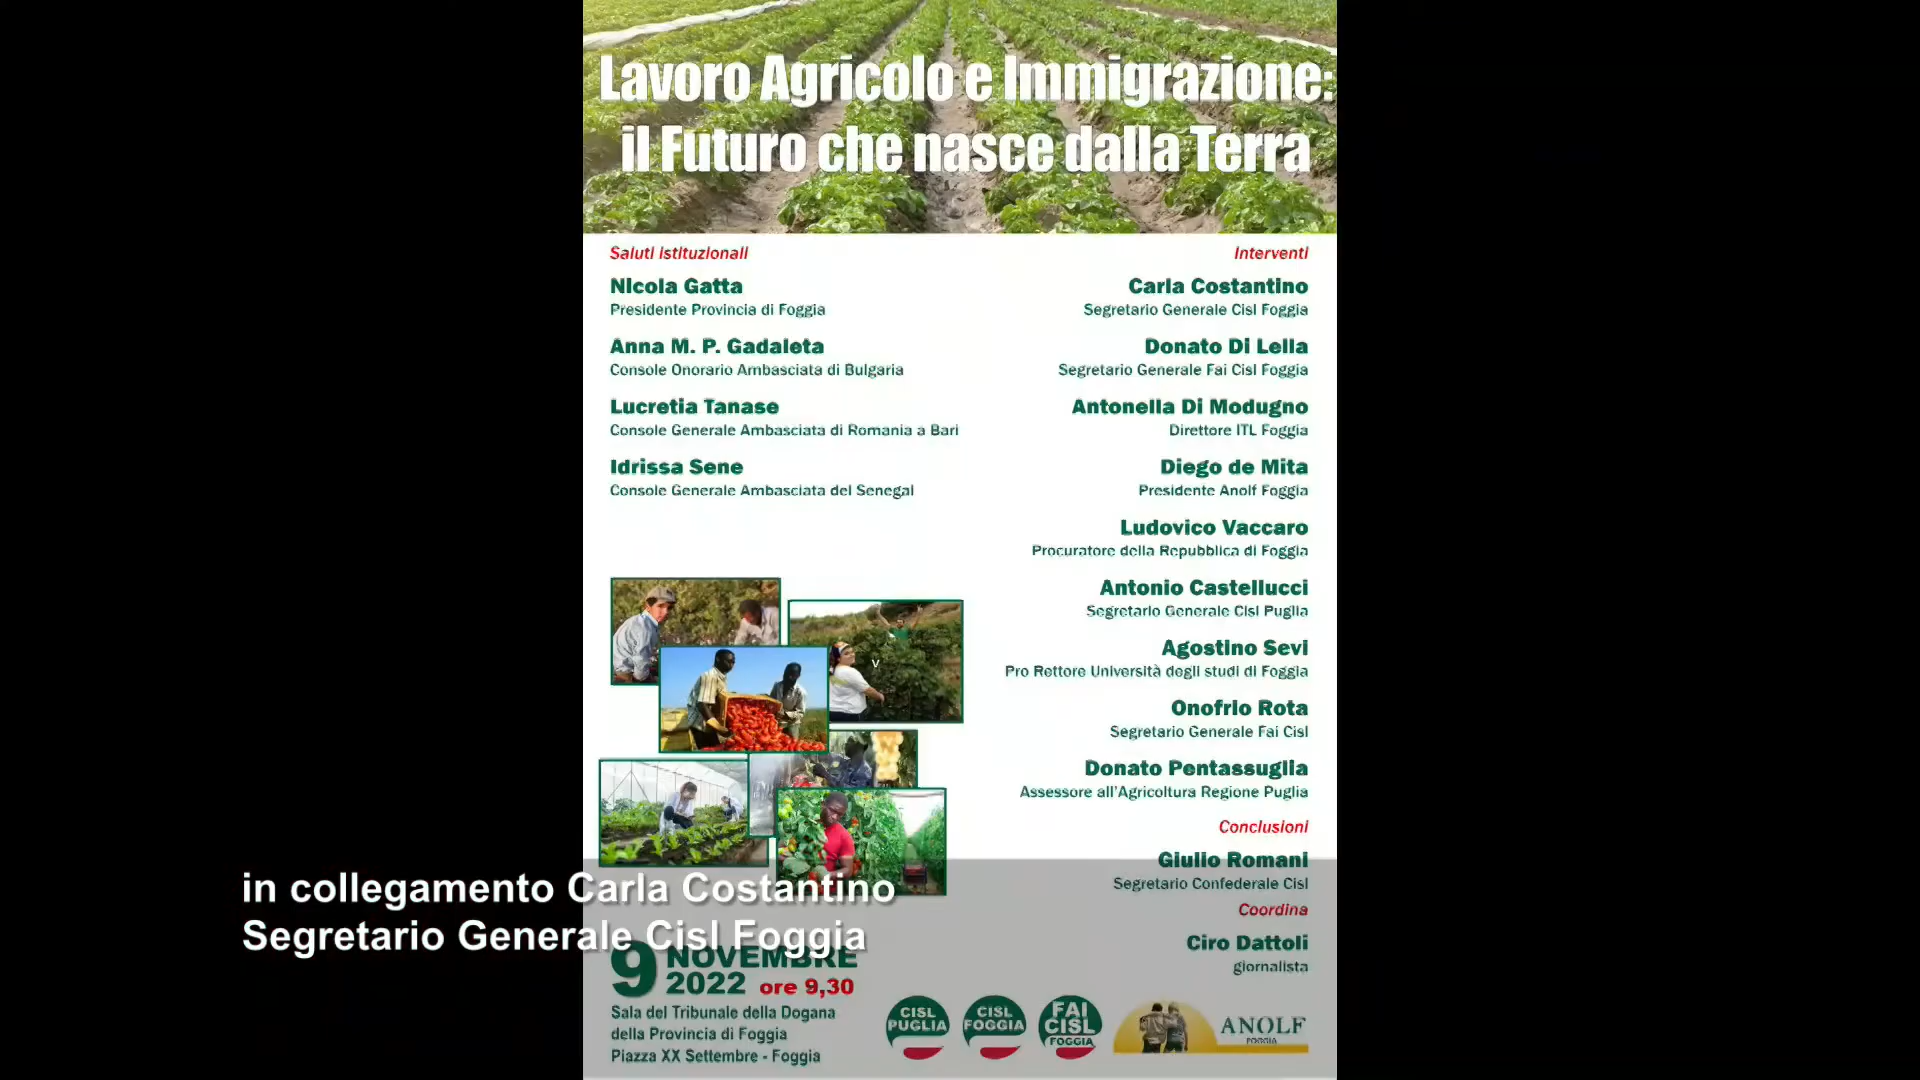 Lavoro Agricolo e Immigrazione:
il Futuro che nasce dalla Terra
Saluti istituzionali
Nicola Gatta
Presidente Provincia di Foggia
Anna M. P. Gadaleta
Console Onorario Ambasciata di Bulgaria
Lucretia Tanase
Console Generale Ambasciata di Romania a Bari
Idrissa Sene
Console Generale Ambasciata del Senegal
Interventi
Carla Costantino
Segretario Generale Cisl Foggia
Donato Di Lella
Segretario Generale Fai Cisl Foggia
Antonella Di Modugno
Direttore ITL Foggia
Diego de Mita
Presidente Anolf Foggia
Ludovico Vaccaro
Procuratore della Repubblica di Foggia
Antonio Castellucci
Segretario Generale Cisl Puglia
Agostino Sevi
Pro Rettore Università degli studi di Foggia
Onofrio Rota
Segretario Generale Fai Cisl
Donato Pentassuglia
Assessore all'Agricoltura Regione Puglia
Conclusioni
Giulio Romani
Segretario Confederale Cisl
Coordina
Ciro Dattoli
giornalista
v
in collegamento Carla Costantino
Segretario Generale Cisl Foggia
9 NOVEMBRE
2022 ore 9,30
Sala del Tribunale della Dogana
della Provincia di Foggia
Piazza XX Settembre - Foggia
CISL
PUGLIA
CISL
FOGGIA
FAI
CISL
FOGGIA
ANOLF
FOGGIA